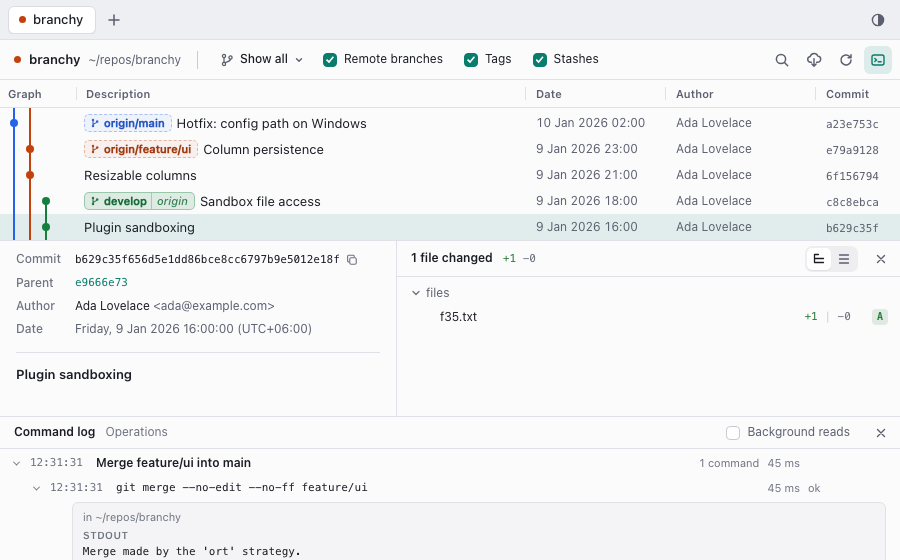 branchy
branchy ~/repos/branchy Show all Remote branches Tags Stashes
Graph Description Date Author Commit
origin/main Hotfix: config path on Windows 10 Jan 2026 02:00 Ada Lovelace a23e753c
origin/feature/ui Column persistence 9 Jan 2026 23:00 Ada Lovelace e79a9128
Resizable columns 9 Jan 2026 21:00 Ada Lovelace 6f156794
develop origin Sandbox file access 9 Jan 2026 18:00 Ada Lovelace c8c8ebca
Plugin sandboxing 9 Jan 2026 16:00 Ada Lovelace b629c35f
Commit b629c35f656d5e1dd86bce8cc6797b9e5012e18f
Parent e9666e73
Author Ada Lovelace <ada@example.com>
Date Friday, 9 Jan 2026 16:00:00 (UTC+06:00)
Plugin sandboxing
1 file changed +1 −0
files
f35.txt +1 | −0 A
Command log Operations Background reads
12:31:31 Merge feature/ui into main 1 command 45 ms
12:31:31 git merge --no-edit --no-ff feature/ui 45 ms ok
in ~/repos/branchy
STDOUT
Merge made by the 'ort' strategy.